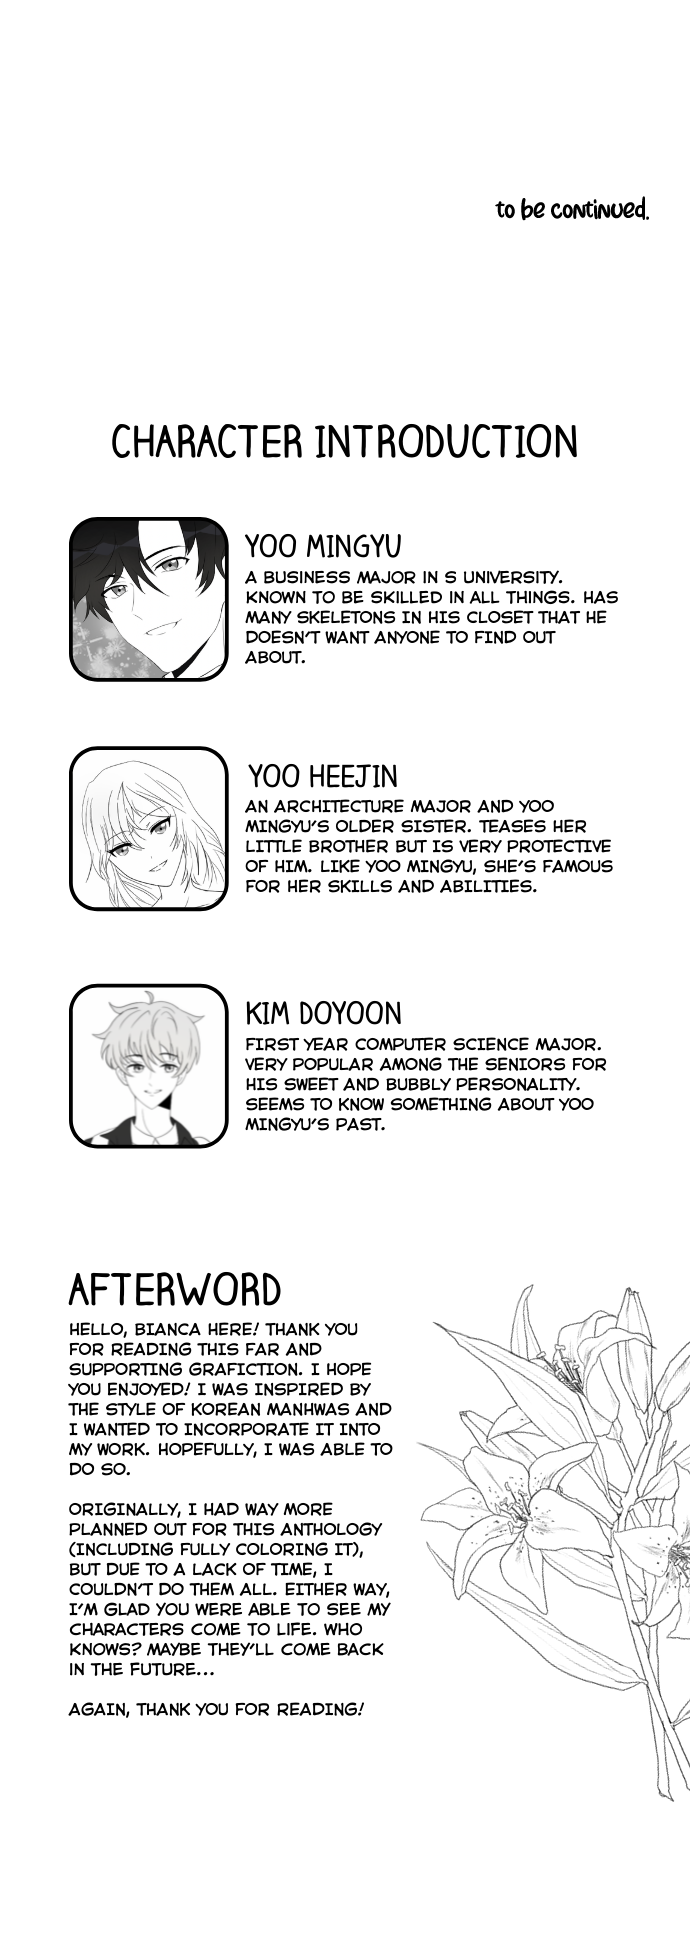 to be continued.
CHARACTER INTRODUCTION
YOO MINGYU
A BUSINESS MAJOR IN S UNIVERSITY.
KNOWN TO BE SKILLED IN ALL THINGS. HAS
MANY SKELETONS IN HIS CLOSET THAT HE
DOESN'T WANT ANYONE TO FIND OUT
ABOUT.
YOO HEEJIN
AN ARCHITECTURE MAJOR AND YOO
MINGYU'S OLDER SISTER. TEASES HER
LITTLE BROTHER BUT IS VERY PROTECTIVE
OF HIM. LIKE YOO MINGYU, SHE'S FAMOUS
FOR HER SKILLS AND ABILITIES.
KIM DOYOON
FIRST YEAR COMPUTER SCIENCE MAJOR.
VERY POPULAR AMONG THE SENIORS FOR
HIS SWEET AND BUBBLY PERSONALITY.
SEEMS TO KNOW SOMETHING ABOUT YOO
MINGYU'S PAST.
AFTERWORD
HELLO, BIANCA HERE! THANK YOU
FOR READING THIS FAR AND
SUPPORTING GRAFICTION. I HOPE
YOU ENJOYED! I WAS INSPIRED BY
THE STYLE OF KOREAN MANHWAS AND
I WANTED TO INCORPORATE IT INTO
MY WORK. HOPEFULLY, I WAS ABLE TO
DO SO.
ORIGINALLY, I HAD WAY MORE
PLANNED OUT FOR THIS ANTHOLOGY
(INCLUDING FULLY COLORING IT),
BUT DUE TO A LACK OF TIME, I
COULDN'T DO THEM ALL. EITHER WAY,
I'M GLAD YOU WERE ABLE TO SEE MY
CHARACTERS COME TO LIFE. WHO
KNOWS? MAYBE THEY'LL COME BACK
IN THE FUTURE...
AGAIN, THANK YOU FOR READING!